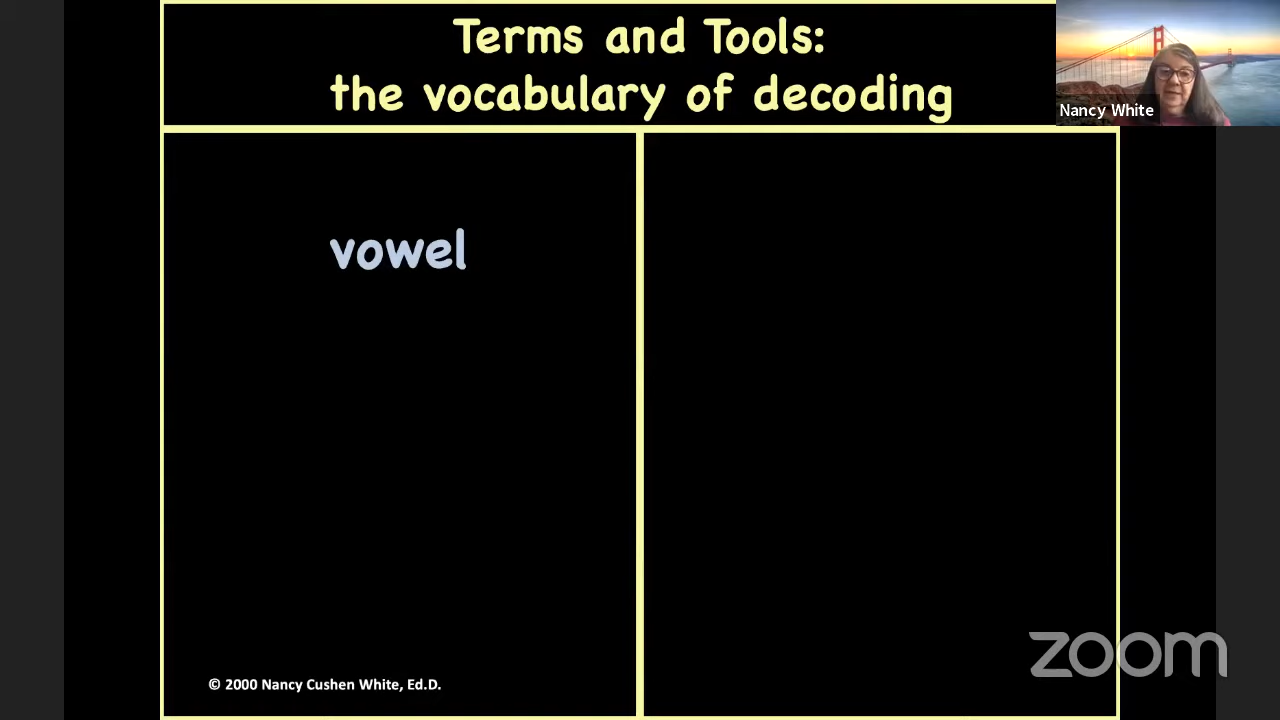 Terms and Tools:
the vocabulary of decoding
Nancy White
vowel
zoom
© 2000 Nancy Cushen White, Ed.D.